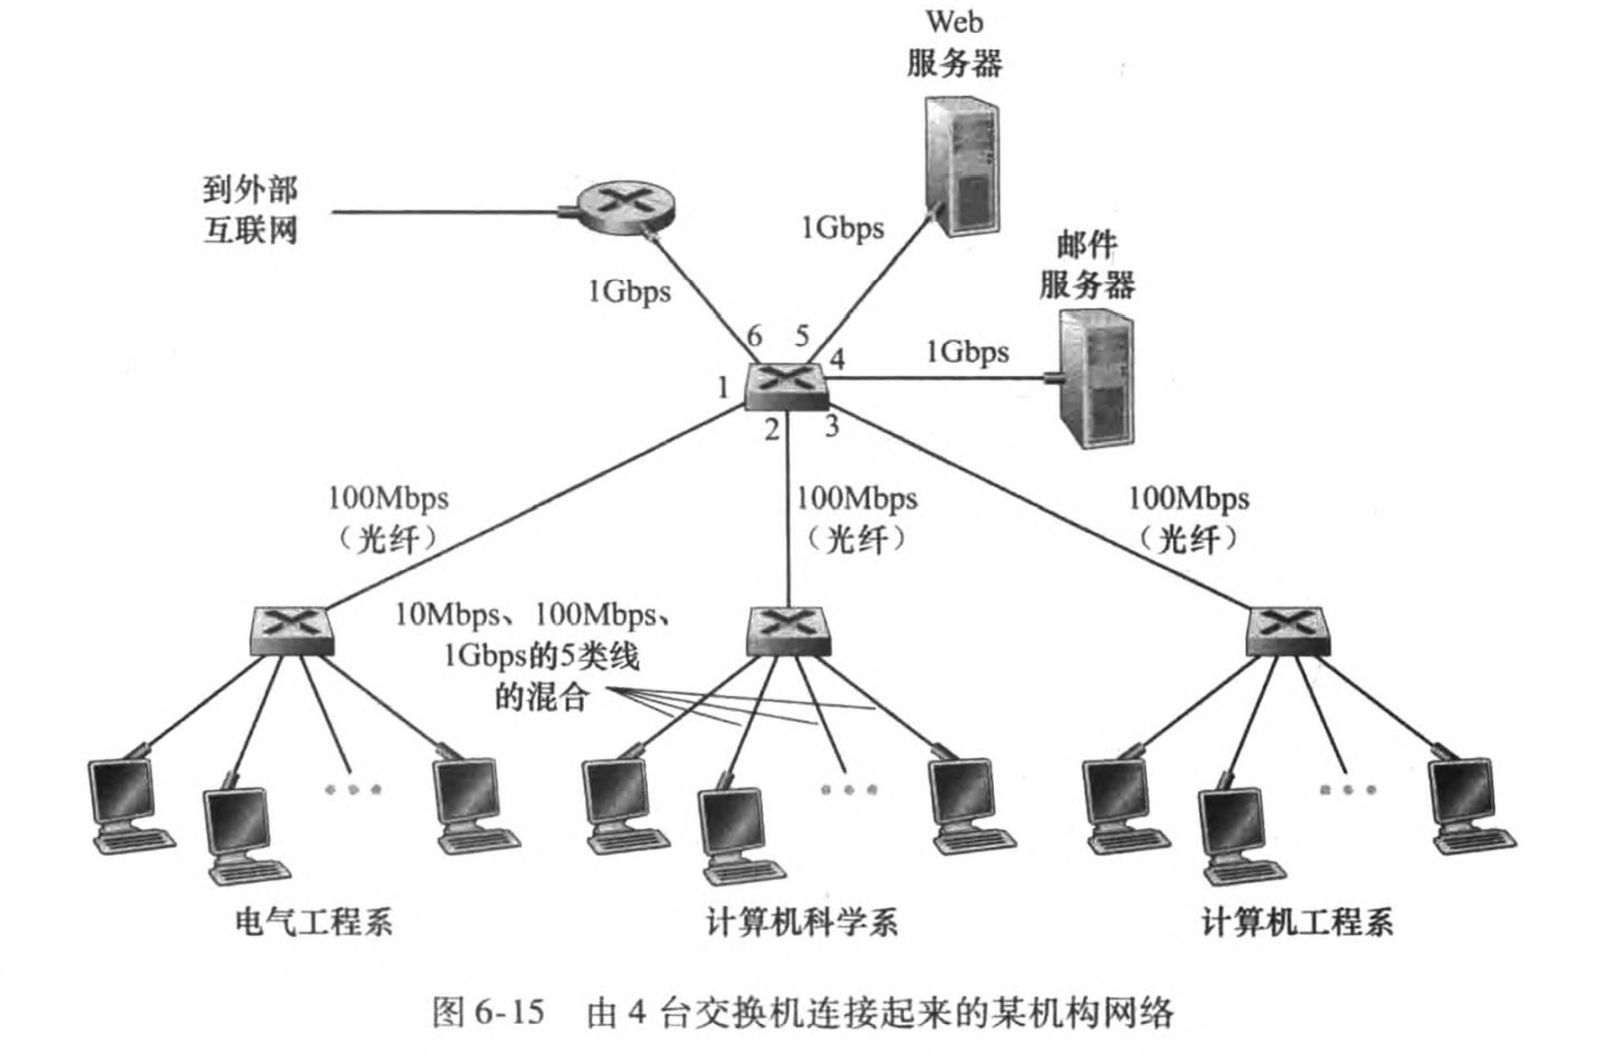 Web
服务器
到外部
互联网
1Gbps
邮件
服务器
1Gbps
6
5
4
1Gbps
1
2
3
100Mbps
（光纤）
100Mbps
（光纤）
100Mbps
（光纤）
10Mbps、100Mbps、
1Gbps的5类线
的混合
电气工程系
计算机科学系
计算机工程系
图 6-15 由 4 台交换机连接起来的某机构网络